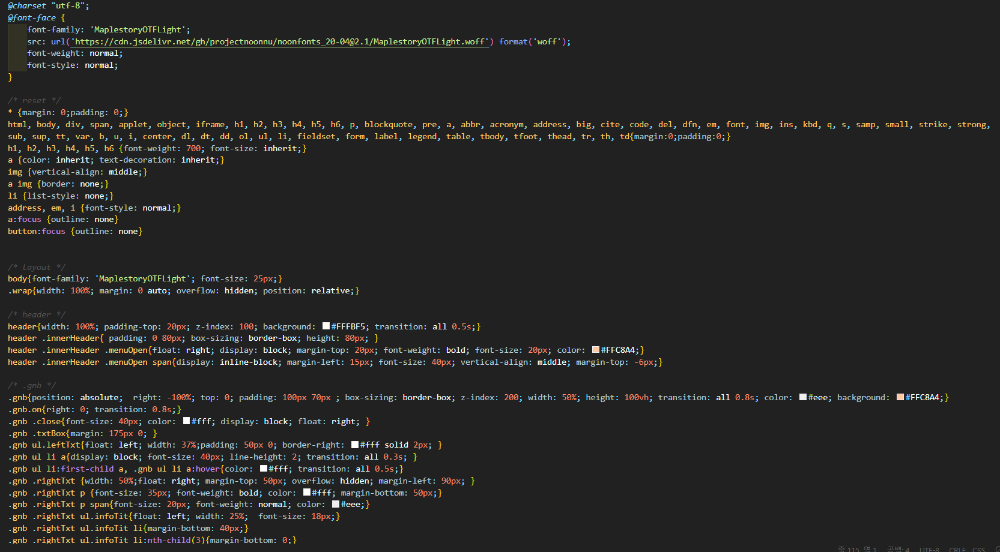 @charset "utf-8";
@font-face {
    font-family: 'MaplestoryOTFLight';
    src: url('https://cdn.jsdelivr.net/gh/projectnoonnu/noonfonts_20-04@2.1/MaplestoryOTFLight.woff') format('woff');
    font-weight: normal;
    font-style: normal;
}
/* reset */
* {margin: 0;padding: 0;}
html, body, div, span, applet, object, iframe, h1, h2, h3, h4, h5, h6, p, blockquote, pre, a, abbr, acronym, address, big, cite, code, del, dfn, em, font, img, ins, kbd, q, s, samp, small, strike, strong,
sub, sup, tt, var, b, u, i, center, dl, dt, dd, ol, ul, li, fieldset, form, label, legend, table, tbody, tfoot, thead, tr, th, td{margin:0;padding:0;}
h1, h2, h3, h4, h5, h6 {font-weight: 700; font-size: inherit;}
a {color: inherit; text-decoration: inherit;}
img {vertical-align: middle;}
a img {border: none;}
li {list-style: none;}
address, em, i {font-style: normal;}
a:focus {outline: none}
button:focus {outline: none}
/* layout */
body{font-family: 'MaplestoryOTFLight'; font-size: 25px;}
.wrap{width: 100%; margin: 0 auto; overflow: hidden; position: relative;}
/* header */
header{width: 100%; padding-top: 20px; z-index: 100; background: #FFFBF5; transition: all 0.5s;}
header .innerHeader{ padding: 0 80px; box-sizing: border-box; height: 80px; }
header .innerHeader .menuOpen{float: right; display: block; margin-top: 20px; font-weight: bold; font-size: 20px; color: #FFC8A4;}
header .innerHeader .menuOpen span{display: inline-block; margin-left: 15px; font-size: 40px; vertical-align: middle; margin-top: -6px;}
/* .gnb */
.gnb{position: absolute;  right: -100%; top: 0; padding: 100px 70px ; box-sizing: border-box; z-index: 200; width: 50%; height: 100vh; transition: all 0.8s; color: #eee; background: #FFC8A4;}
.gnb.on{right: 0; transition: 0.8s;}
.gnb .close{font-size: 40px; color: #fff; display: block; float: right; }
.gnb .txtBox{margin: 175px 0; }
.gnb ul.leftTxt{float: left; width: 37%;padding: 50px 0; border-right: #fff solid 2px; }
.gnb ul li a{display: block; font-size: 40px; line-height: 2; transition: all 0.3s; }
.gnb ul li:first-child a, .gnb ul li a:hover{color: #fff; transition: all 0.5s;}
.gnb .rightTxt {width: 50%;float: right; margin-top: 50px; overflow: hidden; margin-left: 90px; }
.gnb .rightTxt p {font-size: 35px; font-weight: bold; color: #fff; margin-bottom: 50px;}
.gnb .rightTxt p span{font-size: 20px; font-weight: normal; color: #eee;}
.gnb .rightTxt ul.infoTit{float: left; width: 25%;  font-size: 18px;}
.gnb .rightTxt ul.infoTit li{margin-bottom: 40px;}
.gnb .rightTxt ul.infoTit li:nth-child(3){margin-bottom: 0;}
줄 115, 열 1 공백: 4 UTF-8 CRLF CSS